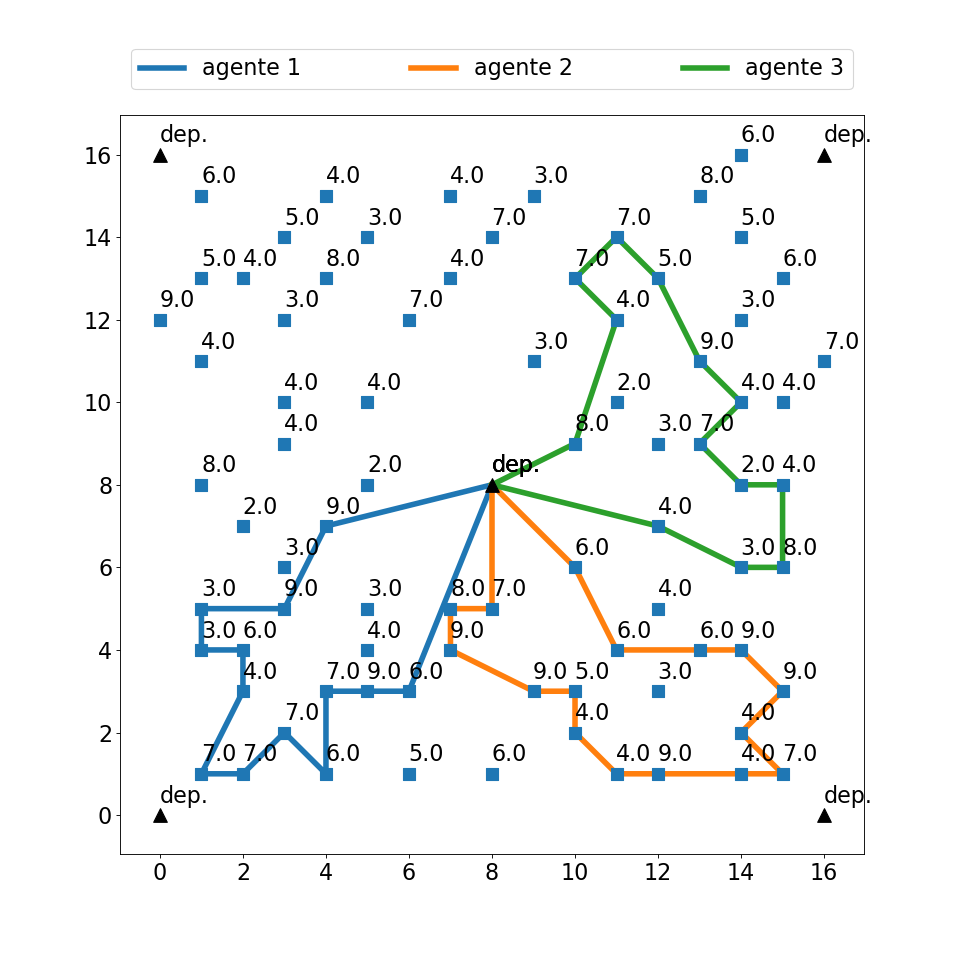 agente 1 agente 2 agente 3
dep. 6.0 dep.
16
6.0 4.0 4.0 3.0 8.0
5.0 3.0 7.0 7.0 5.0
14
5.0 4.0 8.0 4.0 7.0 5.0 6.0
9.0 3.0 7.0 4.0 3.0
12
4.0 3.0 9.0 7.0
4.0 4.0 2.0 4.0 4.0
10
4.0 8.0 3.0 7.0
8.0 2.0 dep. 2.0 4.0
8
2.0 9.0 4.0
3.0 6.0 3.0 8.0
6
3.0 9.0 3.0 8.0 7.0 4.0
3.0 6.0 4.0 9.0 6.0 6.0 9.0
4
4.0 7.0 9.0 6.0 9.0 5.0 3.0 9.0
7.0 4.0 4.0
2
7.0 7.0 6.0 5.0 6.0 4.0 9.0 4.0 7.0
dep. dep.
0
0 2 4 6 8 10 12 14 16